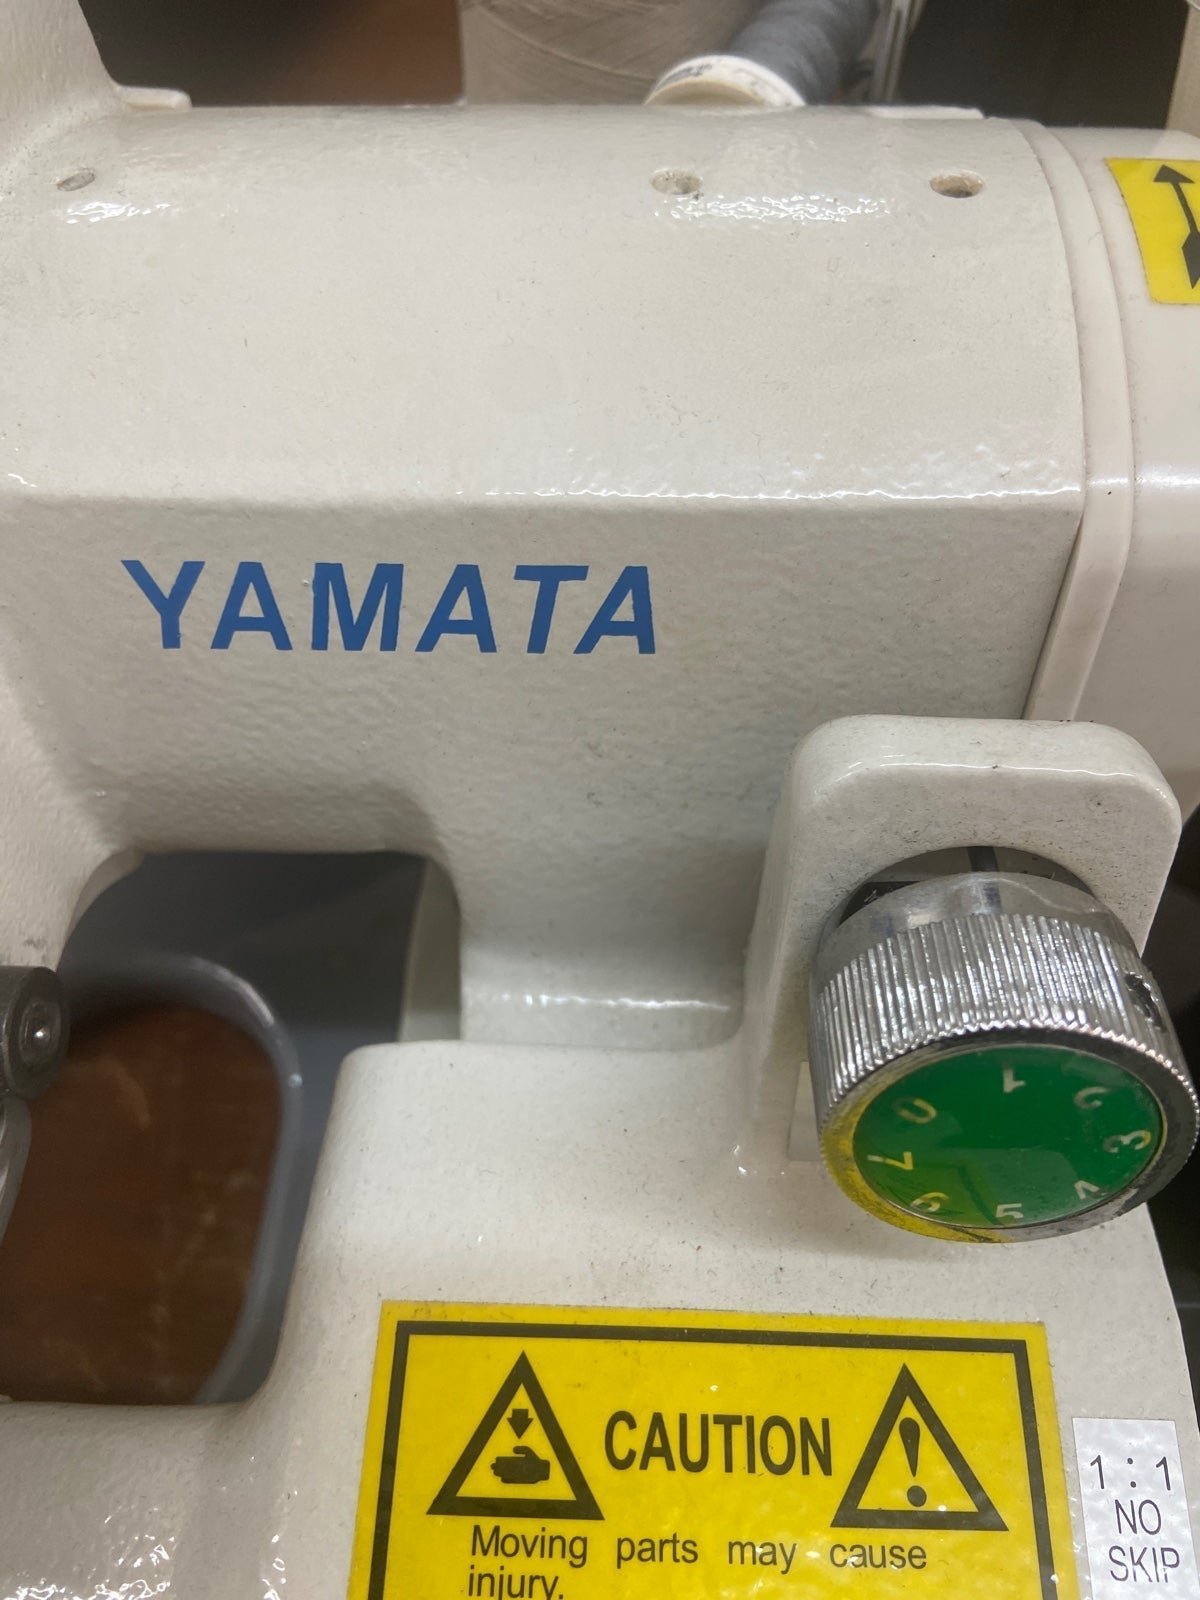 YAMATA
0 1 2 3 4 5 6 7
CAUTION
Moving parts may cause
injury.
1 : 1
NO
SKIP